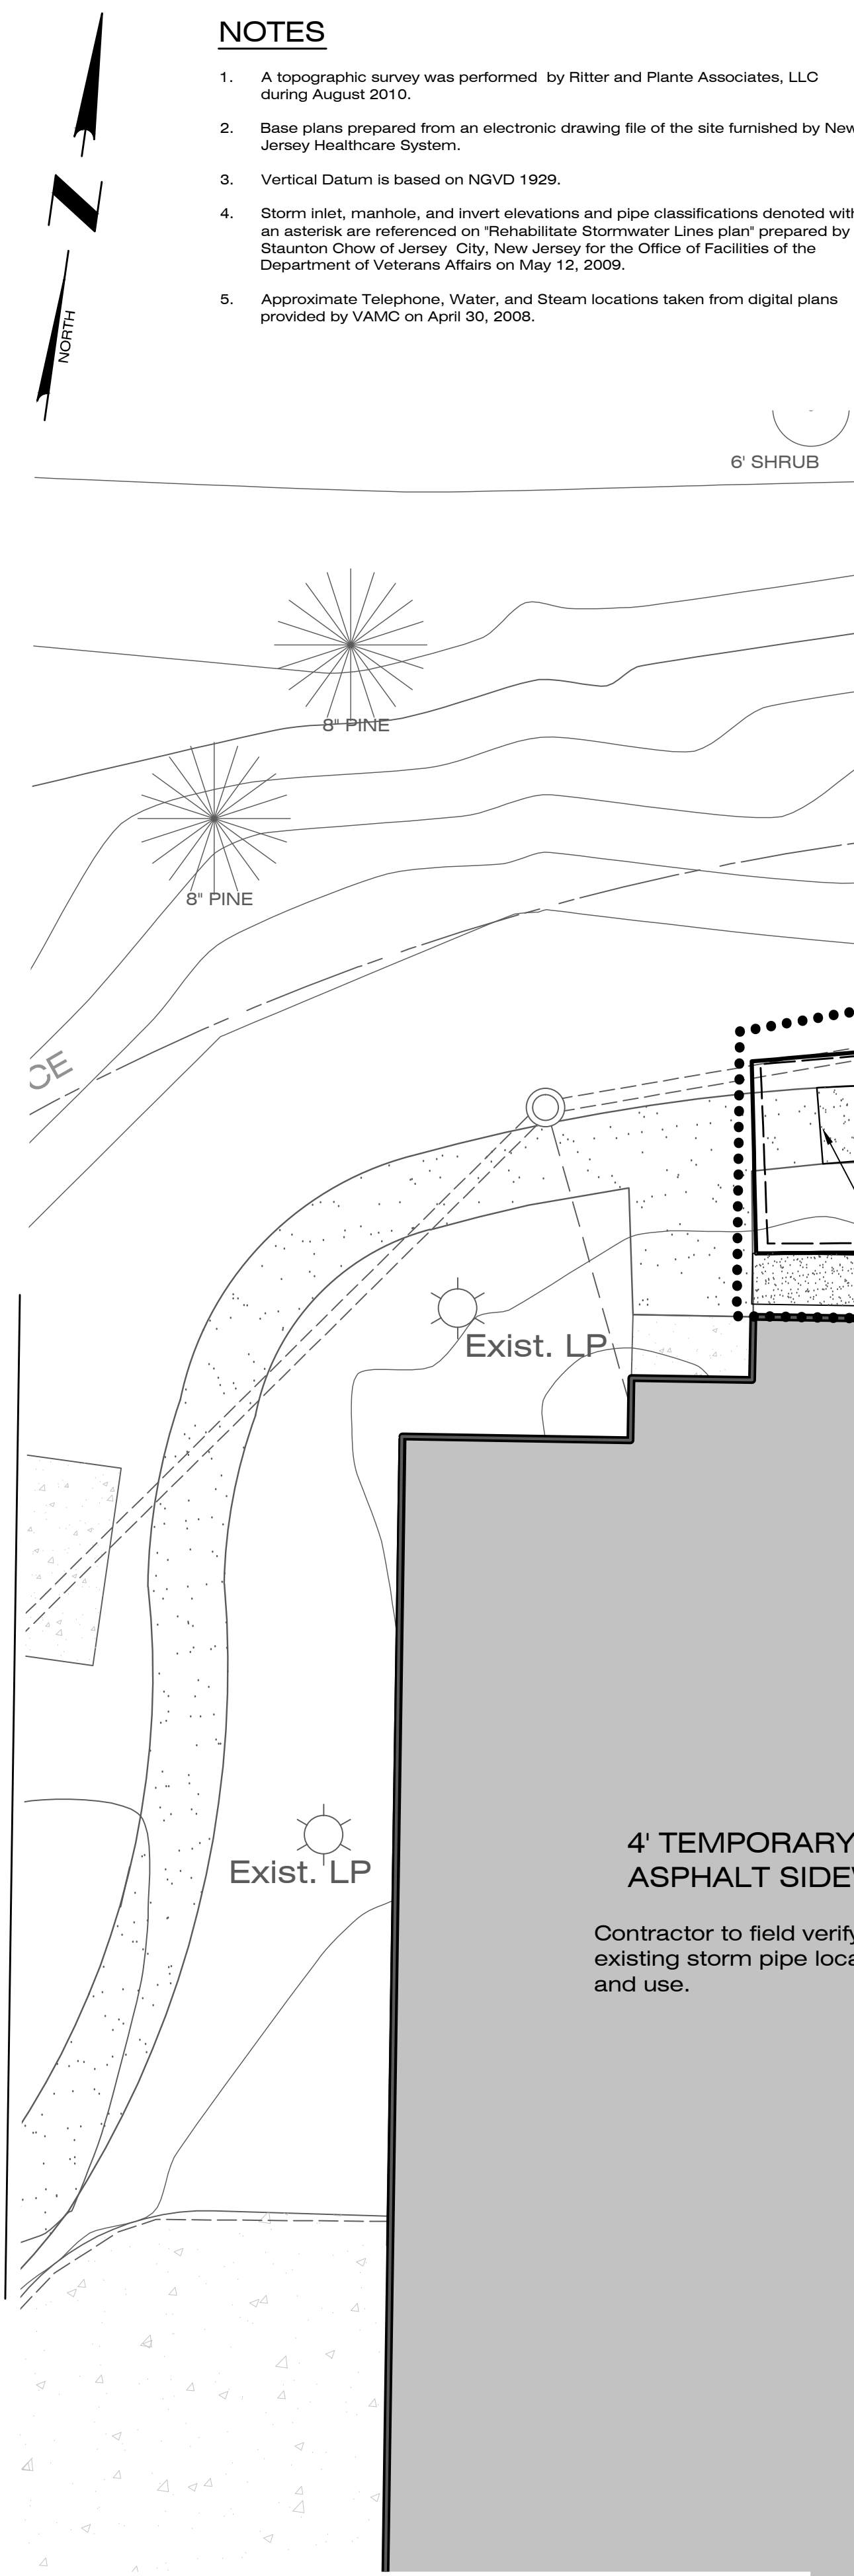 NOTES
1. A topographic survey was performed by Ritter and Plante Associates, LLC
during August 2010.
2. Base plans prepared from an electronic drawing file of the site furnished by New
Jersey Healthcare System.
3. Vertical Datum is based on NGVD 1929.
4. Storm inlet, manhole, and invert elevations and pipe classifications denoted with
an asterisk are referenced on "Rehabilitate Stormwater Lines plan" prepared by
Staunton Chow of Jersey City, New Jersey for the Office of Facilities of the
Department of Veterans Affairs on May 12, 2009.
5. Approximate Telephone, Water, and Steam locations taken from digital plans
provided by VAMC on April 30, 2008.
N
NORTH
6' SHRUB
8" PINE
8" PINE
CE
Exist. LP
Exist. LP
4' TEMPORARY
ASPHALT SIDEW
Contractor to field verify
existing storm pipe loca
and use.